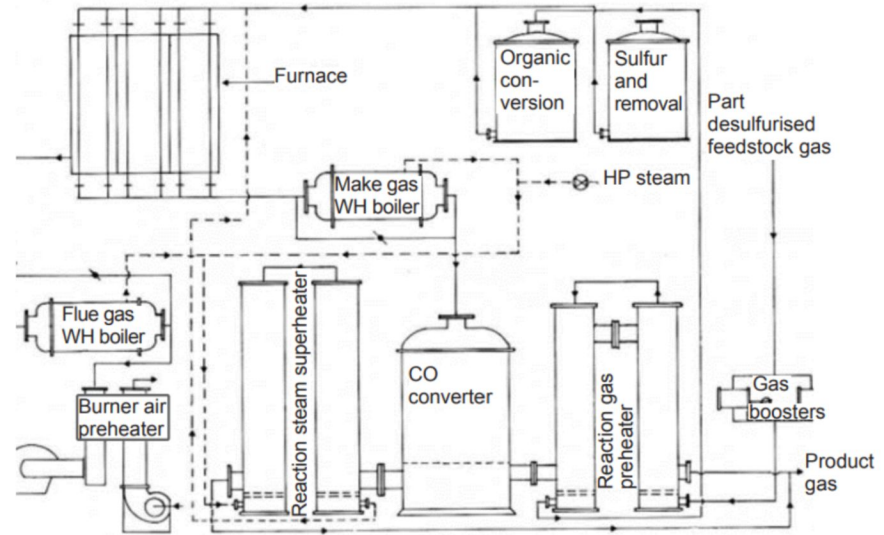 Furnace
Organic
con-
version
Sulfur
and
removal
Part
desulfurised
feedstock gas
Make gas
WH boiler
HP steam
Flue gas
WH boiler
Burner air
preheater
Reaction steam superheater
CO
converter
Reaction gas
preheater
Gas
boosters
Product
gas